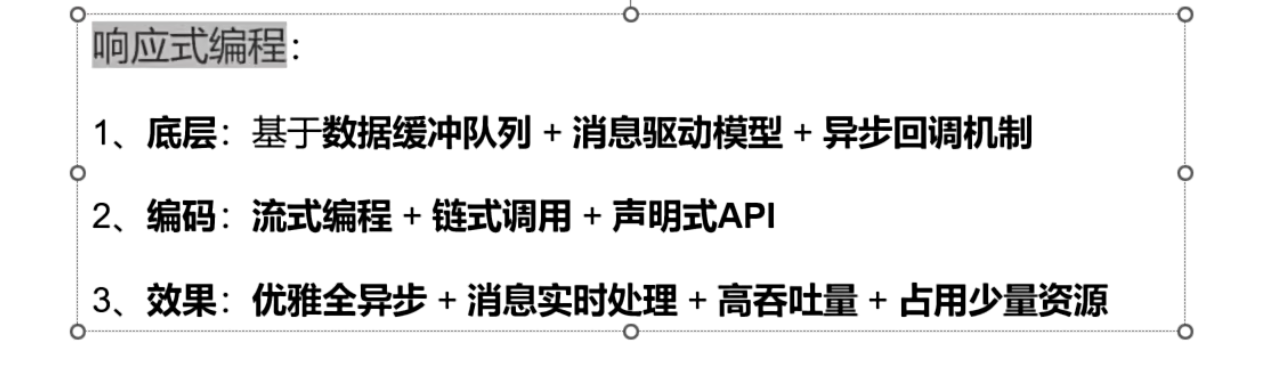 响应式编程：
1、底层：基于数据缓冲队列 + 消息驱动模型 + 异步回调机制
2、编码：流式编程 + 链式调用 + 声明式API
3、效果：优雅全异步 + 消息实时处理 + 高吞吐量 + 占用少量资源